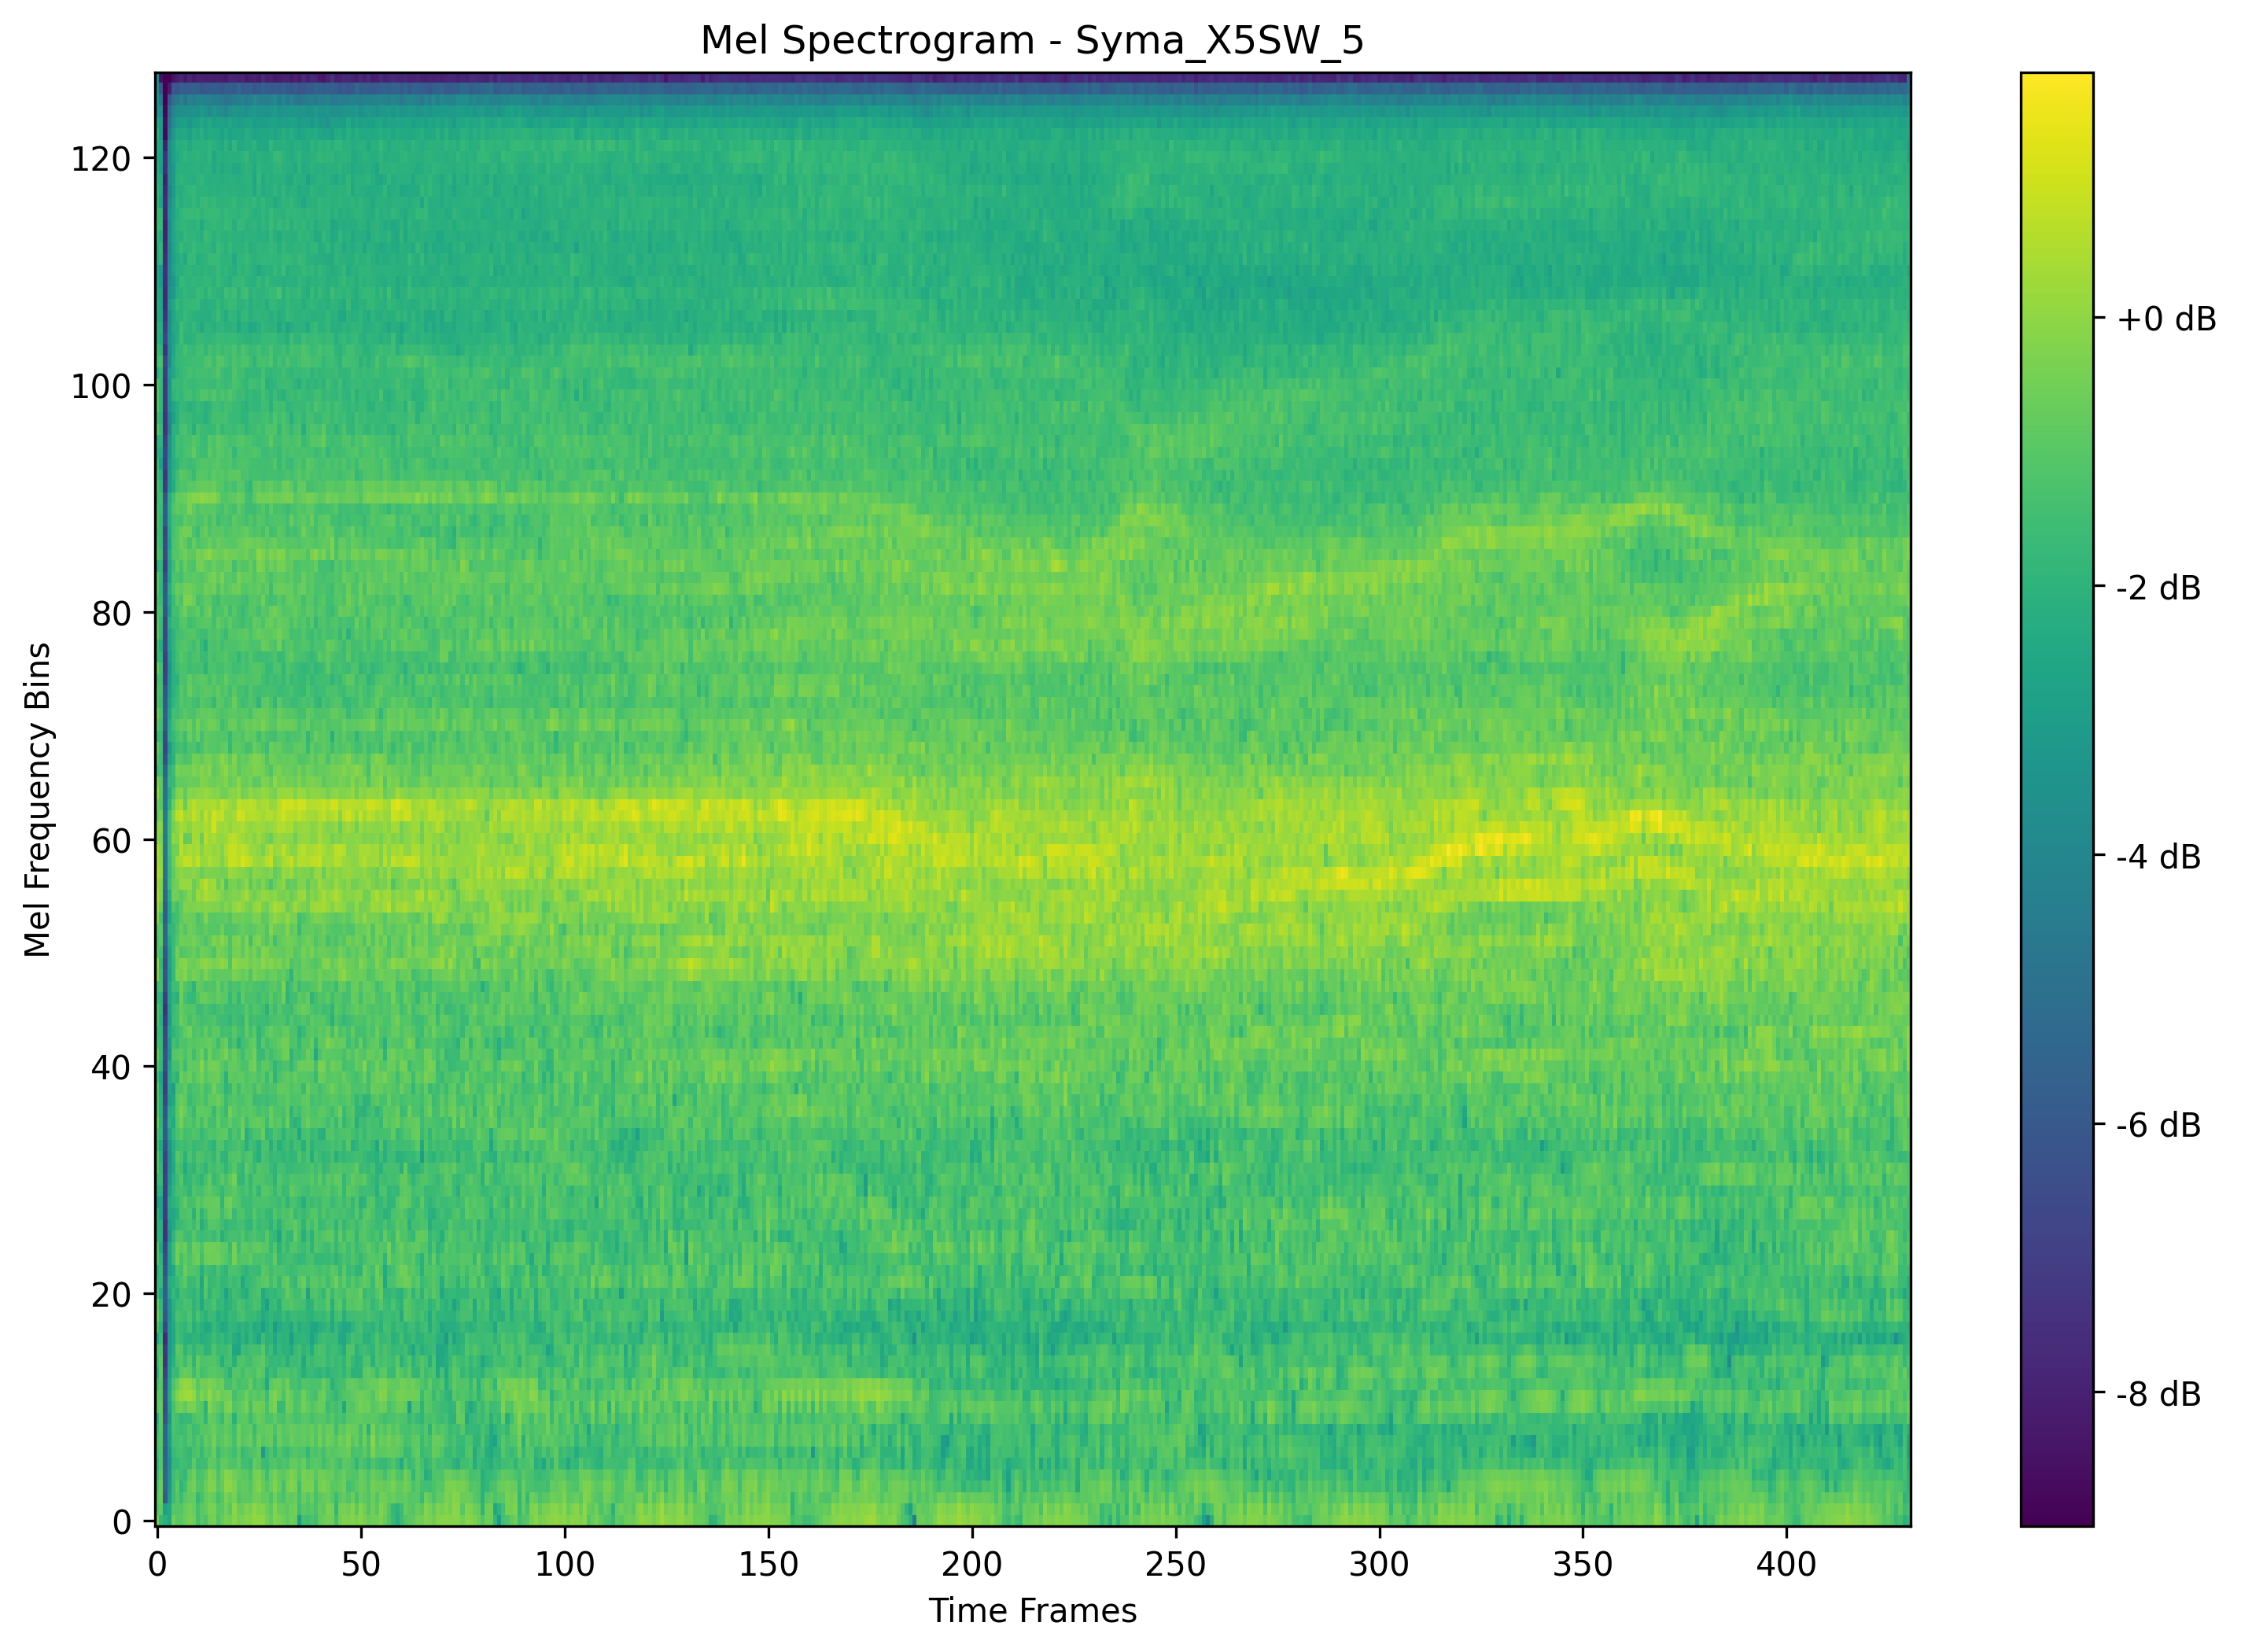 Mel Spectrogram - Syma_X5SW_5
120
100
80
60
40
20
0
Mel Frequency Bins
0 50 100 150 200 250 300 350 400
Time Frames
+0 dB
-2 dB
-4 dB
-6 dB
-8 dB